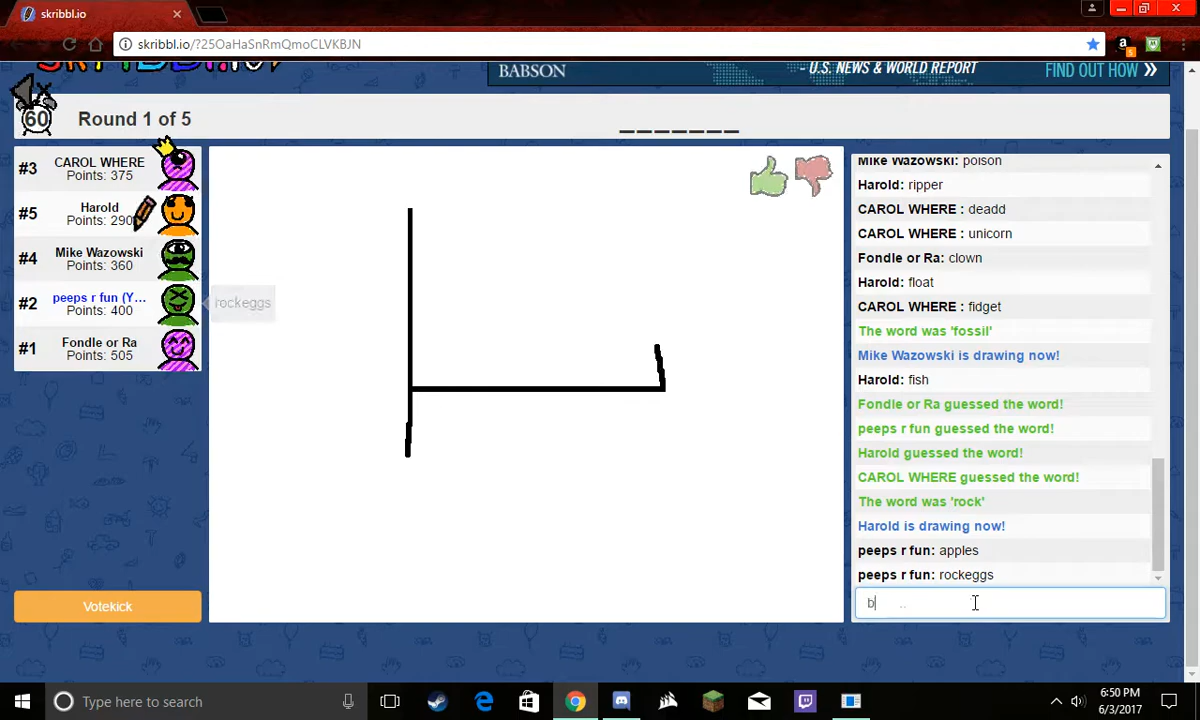 skribbl.io
skribbl.io/?25OaHaSnRmQmoCLVKBJN
BABSON
- U.S. NEWS & WORLD REPORT
FIND OUT HOW »
60
Round 1 of 5
_______
#3
CAROL WHERE
Points: 375
#5
Harold
Points: 290
#4
Mike Wazowski
Points: 360
#2
peeps r fun (Y...
Points: 400
rockeggs
#1
Fondle or Ra
Points: 505
Votekick
Mike Wazowski: poison
Harold: ripper
CAROL WHERE : deadd
CAROL WHERE : unicorn
Fondle or Ra: clown
Harold: float
CAROL WHERE : fidget
The word was 'fossil'
Mike Wazowski is drawing now!
Harold: fish
Fondle or Ra guessed the word!
peeps r fun guessed the word!
Harold guessed the word!
CAROL WHERE guessed the word!
The word was 'rock'
Harold is drawing now!
peeps r fun: apples
peeps r fun: rockeggs
b
Type here to search
6:50 PM
6/3/2017